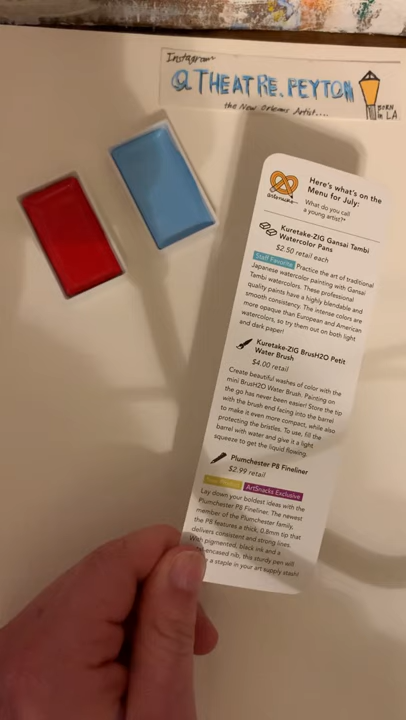 Instagram
@THEATRE.PEYTON
the New Orleans Artist....
BORN
in LA.
Here's what's on the
Menu for July:
What do you call
a young artist?*
Kuretake-ZIG Gansai Tambi
Watercolor Pans
$2.50 retail each
Staff Favorite Practice the art of traditional
Japanese watercolor painting with Gansai
Tambi watercolors. These professional
quality paints have a highly blendable and
smooth consistency. The intense colors are
more opaque than European and American
watercolors, so try them out on both light
and dark paper!
Kuretake-ZIG BrusH2O Petit
Water Brush
$4.00 retail
Create beautiful washes of color with the
mini BrusH2O Water Brush. Painting on
the go has never been easier! Store the tip
with the brush end facing into the barrel
to make it even more compact, while also
protecting the bristles. To use, fill the
barrel with water and give it a light
squeeze to get the liquid flowing.
Plumchester P8 Fineliner
$2.99 retail
ArtSnacks Exclusive
Lay down your boldest ideas with the
Plumchester P8 Fineliner. The newest
member of the Plumchester family,
the P8 features a thick, 0.8mm tip that
delivers consistent and strong lines.
With pigmented, black ink and a
encased nib, this sturdy pen will
a staple in your art supply stash!